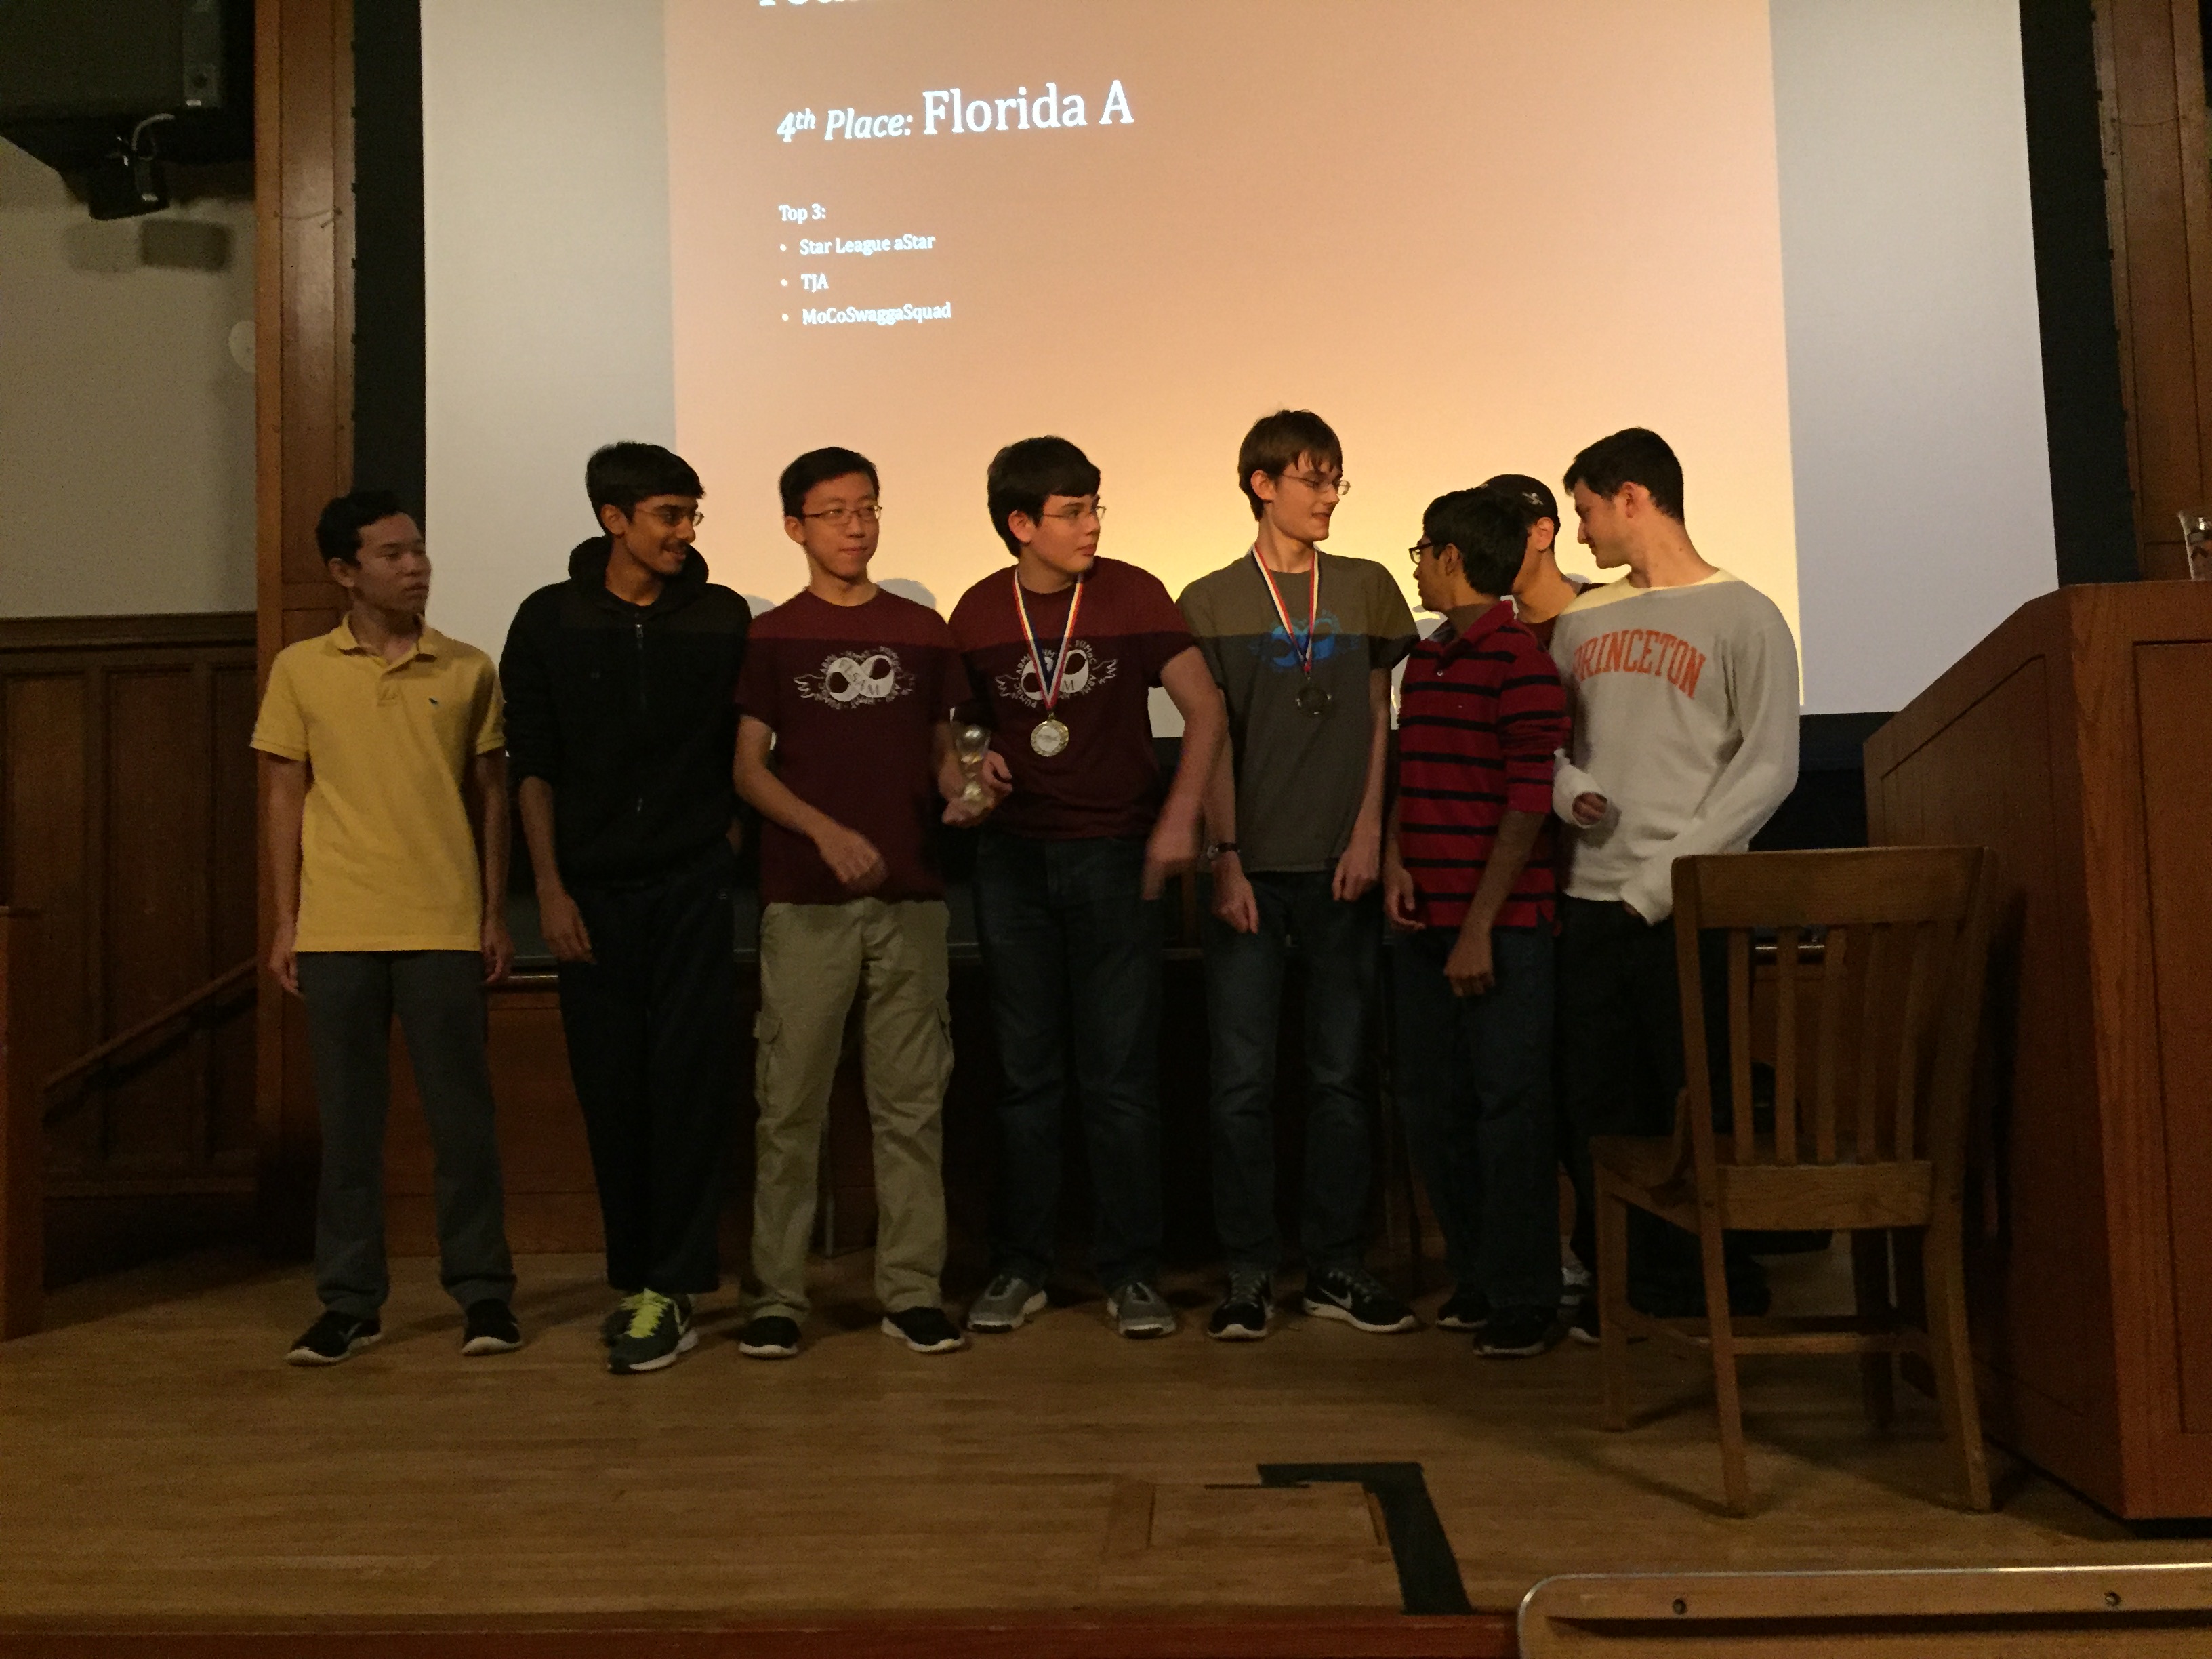 4th Place: Florida A
Top 3:
• Star League aStar
• TJA
• MoCoSwaggaSquad
PRINCETON